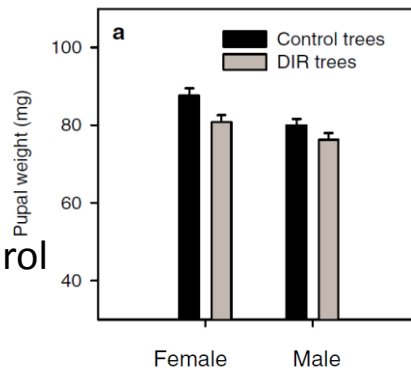 a
Control trees
DIR trees
Pupal weight (mg)
100
80
60
40
rol
Female Male